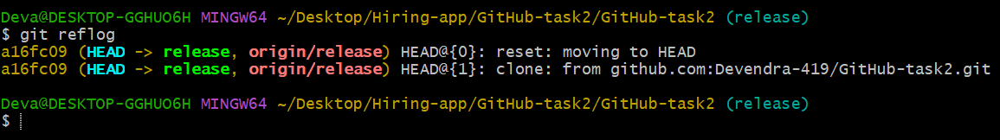 Deva@DESKTOP-GGHUO6H MINGW64 ~/Desktop/Hiring-app/GitHub-task2/GitHub-task2 (release)
$ git reflog
a16fc09 (HEAD -> release, origin/release) HEAD@{0}: reset: moving to HEAD
a16fc09 (HEAD -> release, origin/release) HEAD@{1}: clone: from github.com:Devendra-419/GitHub-task2.git
Deva@DESKTOP-GGHUO6H MINGW64 ~/Desktop/Hiring-app/GitHub-task2/GitHub-task2 (release)
$